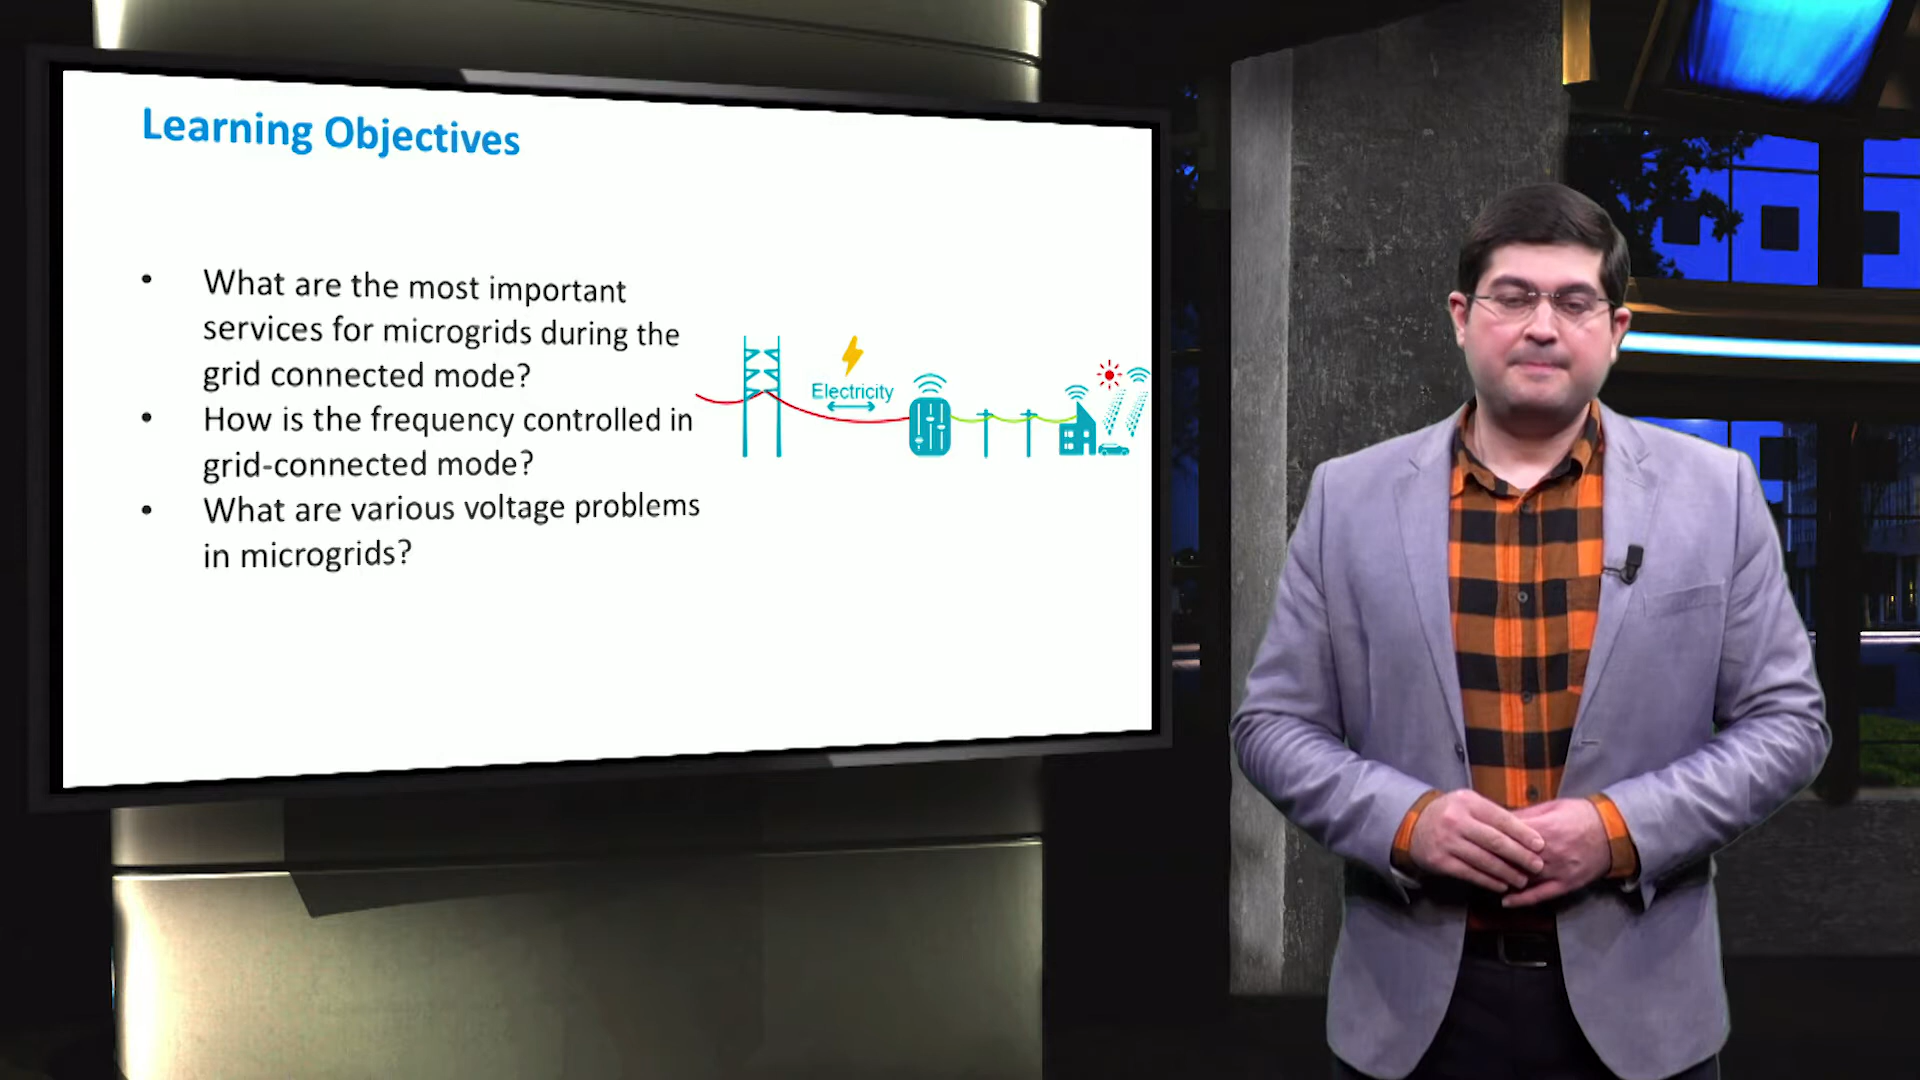 Learning Objectives
• What are the most important
services for microgrids during the
grid connected mode?
• How is the frequency controlled in
grid-connected mode?
• What are various voltage problems
in microgrids?
Electricity